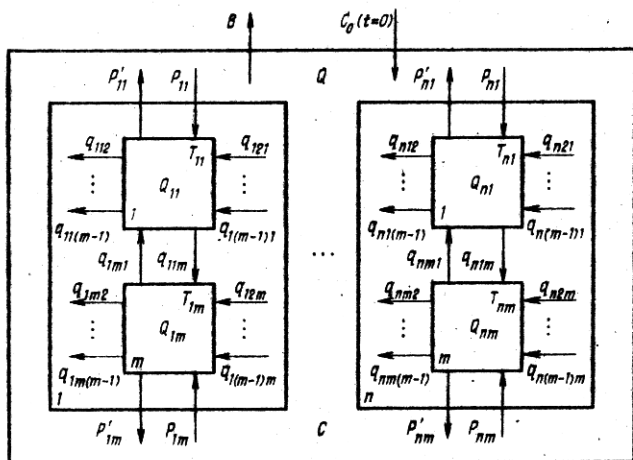 B C₀(t=0)
P'₁₁ P₁₁ Q P'ₙ₁ Pₙ₁
q₁₁₂ T₁₁ q₁₂₁ qₙ₁₂ Tₙ₁ qₙ₂₁
⋮ Q₁₁ ⋮ ⋮ Qₙ₁ ⋮
1 1
q₁₁₍ₘ₋₁₎ q₁₍ₘ₋₁₎₁ qₙ₁₍ₘ₋₁₎ qₙ₍ₘ₋₁₎₁
q₁ₘ₁ q₁₁ₘ ... qₙₘ₁ qₙ₁ₘ
q₁ₘ₂ T₁ₘ q₁₂ₘ qₙₘ₂ Tₙₘ qₙ₂ₘ
⋮ Q₁ₘ ⋮ ⋮ Qₙₘ ⋮
m m
q₁ₘ₍ₘ₋₁₎ q₁₍ₘ₋₁₎ₘ qₙₘ₍ₘ₋₁₎ qₙ₍ₘ₋₁₎ₘ
1 n
P'₁ₘ P₁ₘ C P'ₙₘ Pₙₘ